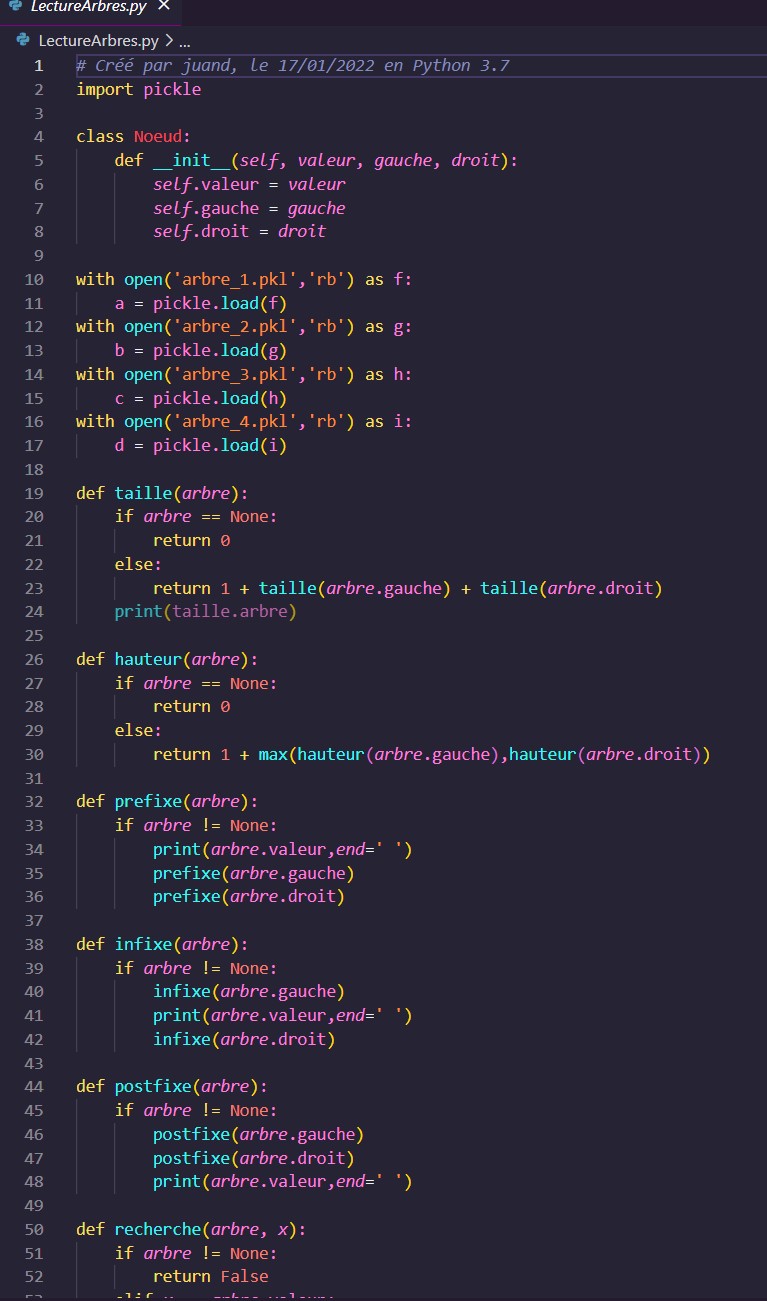 LectureArbres.py ×
LectureArbres.py > ...
1 # Créé par juand, le 17/01/2022 en Python 3.7
2 import pickle
3
4 class Noeud:
5     def __init__(self, valeur, gauche, droit):
6         self.valeur = valeur
7         self.gauche = gauche
8         self.droit = droit
9
10 with open('arbre_1.pkl','rb') as f:
11     a = pickle.load(f)
12 with open('arbre_2.pkl','rb') as g:
13     b = pickle.load(g)
14 with open('arbre_3.pkl','rb') as h:
15     c = pickle.load(h)
16 with open('arbre_4.pkl','rb') as i:
17     d = pickle.load(i)
18
19 def taille(arbre):
20     if arbre == None:
21         return 0
22     else:
23         return 1 + taille(arbre.gauche) + taille(arbre.droit)
24     print(taille.arbre)
25
26 def hauteur(arbre):
27     if arbre == None:
28         return 0
29     else:
30         return 1 + max(hauteur(arbre.gauche),hauteur(arbre.droit))
31
32 def prefixe(arbre):
33     if arbre != None:
34         print(arbre.valeur,end=' ')
35         prefixe(arbre.gauche)
36         prefixe(arbre.droit)
37
38 def infixe(arbre):
39     if arbre != None:
40         infixe(arbre.gauche)
41         print(arbre.valeur,end=' ')
42         infixe(arbre.droit)
43
44 def postfixe(arbre):
45     if arbre != None:
46         postfixe(arbre.gauche)
47         postfixe(arbre.droit)
48         print(arbre.valeur,end=' ')
49
50 def recherche(arbre, x):
51     if arbre != None:
52         return False